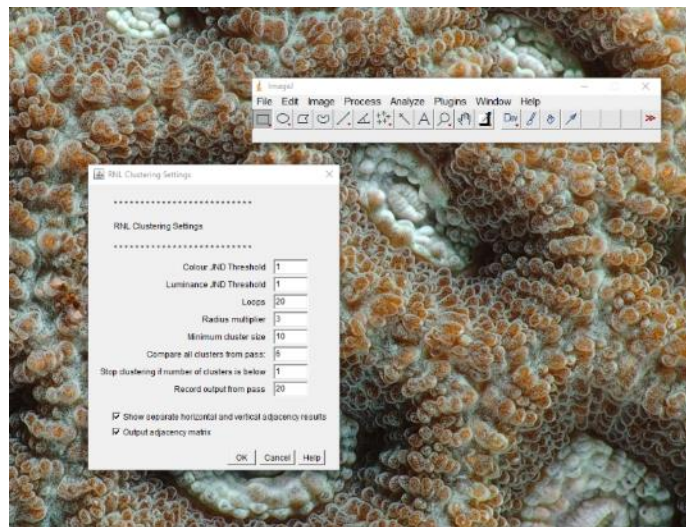 ImageJ
File Edit Image Process Analyze Plugins Window Help
Dev
RNL Clustering Settings
RNL Clustering Settings
Colour JND Threshold 1
Luminance JND Threshold 1
Loops 20
Radius multiplier 3
Minimum cluster size 10
Compare all clusters from pass: 5
Stop clustering if number of clusters is below 1
Record output from pass 20
Show separate horizontal and vertical adjacency results
Output adjacency matrix
OK Cancel Help